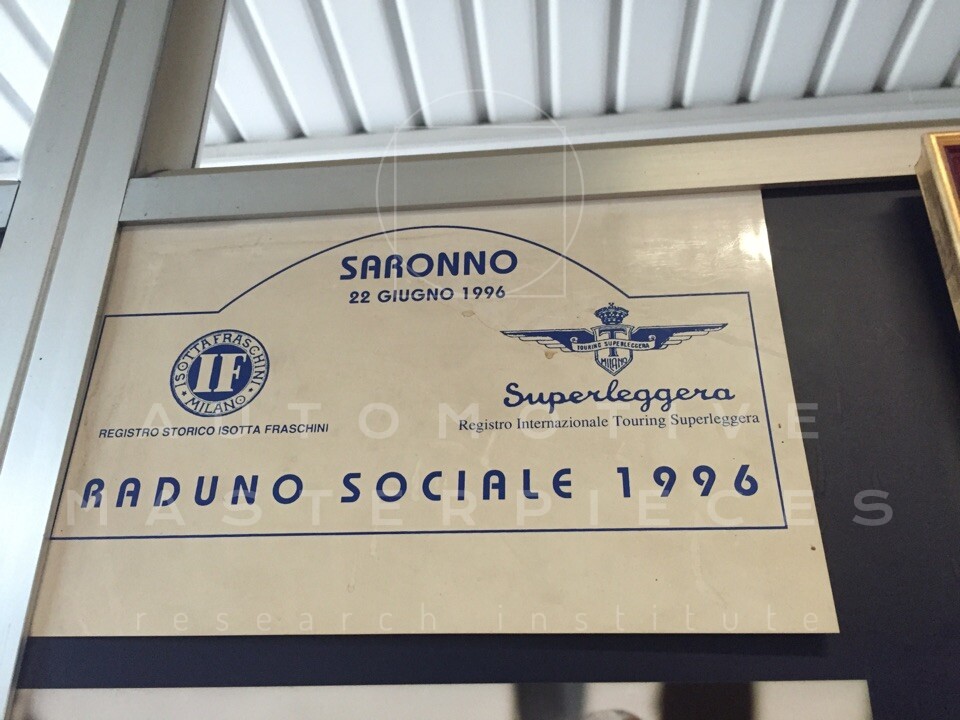 SARONNO
22 GIUGNO 1996
ISOTTA FRASCHINI
IF
MILANO
REGISTRO STORICO ISOTTA FRASCHINI
TOURING SUPERLEGGERA
T
MILANO
Superleggera
Registro Internazionale Touring Superleggera
RADUNO SOCIALE 1996
AUTOMOTIVE
MASTERPIECES
research institute